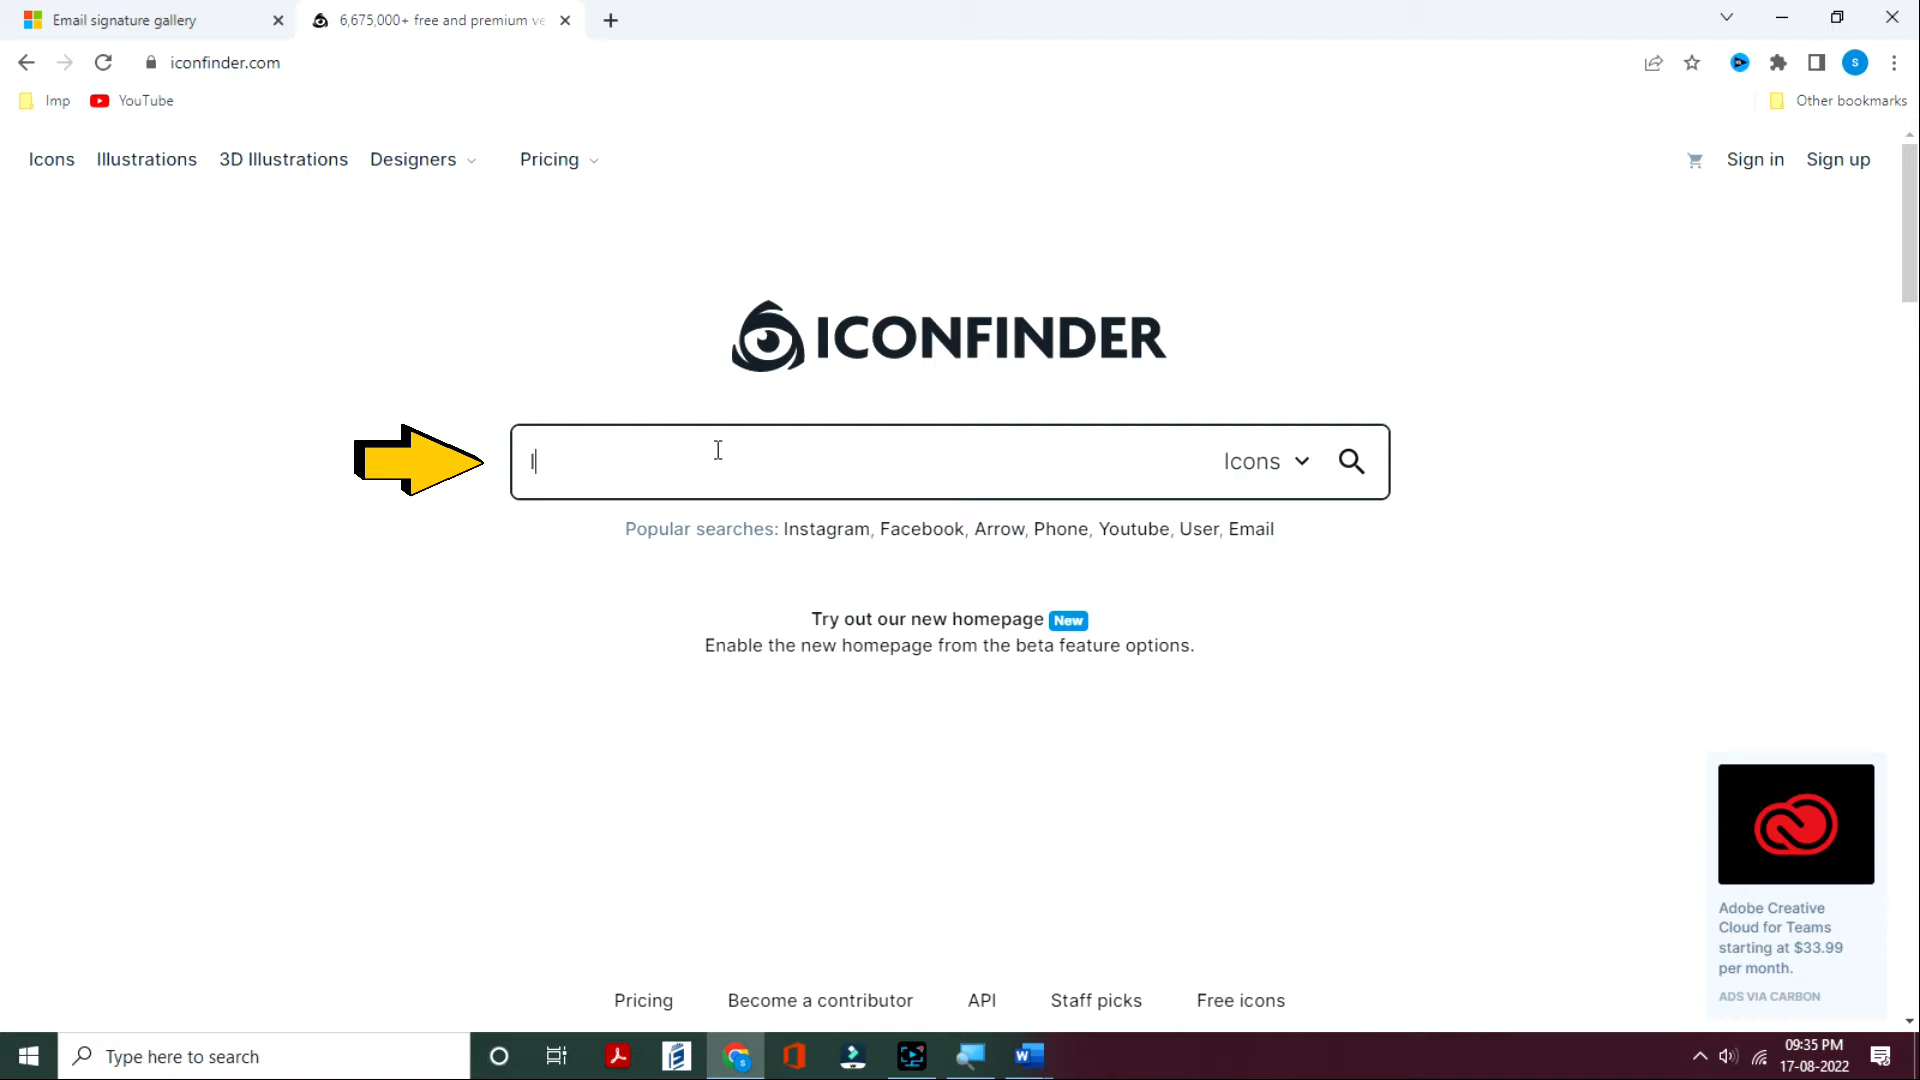 Email signature gallery
6,675,000+ free and premium ve
iconfinder.com
S
Imp
YouTube
Other bookmarks
Icons Illustrations 3D Illustrations Designers Pricing
Sign in Sign up
ICONFINDER
I
Icons
Popular searches: Instagram, Facebook, Arrow, Phone, Youtube, User, Email
Try out our new homepage New
Enable the new homepage from the beta feature options.
Adobe Creative
Cloud for Teams
starting at $33.99
per month.
ADS VIA CARBON
Pricing Become a contributor API Staff picks Free icons
Type here to search
09:35 PM
17-08-2022